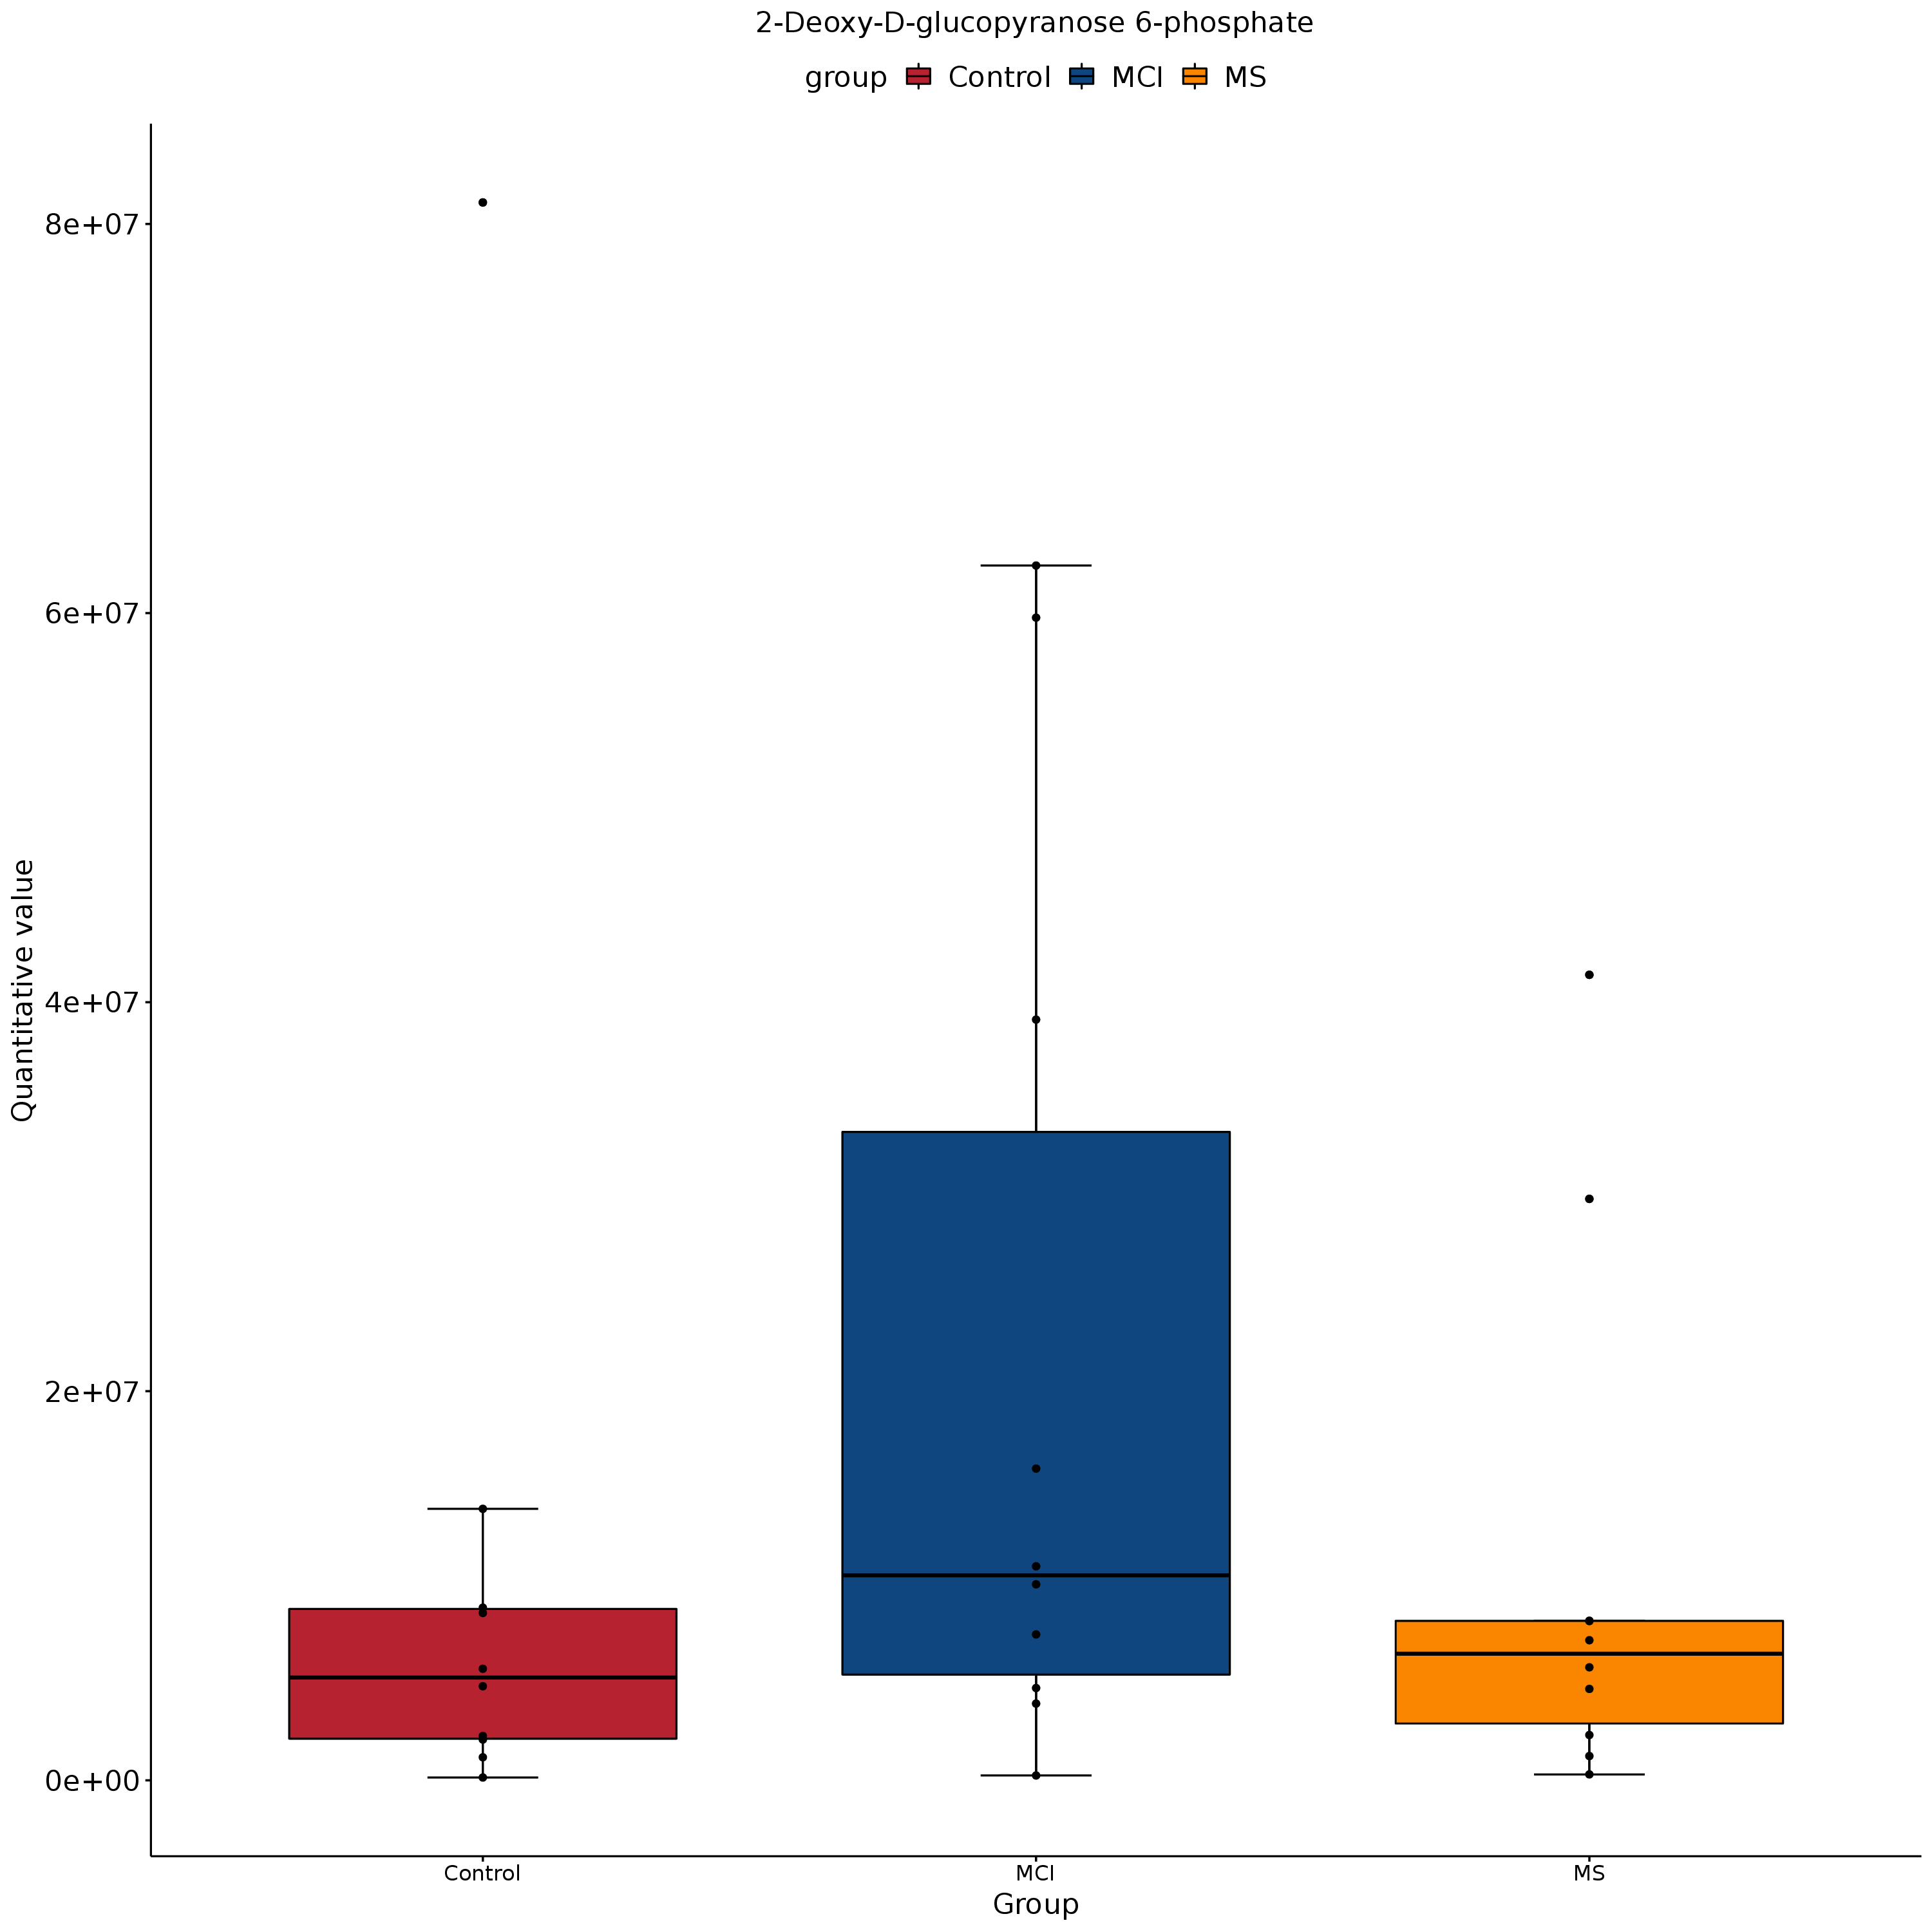 2-Deoxy-D-glucopyranose 6-phosphate
group Control MCI MS
8e+07
6e+07
4e+07
2e+07
0e+00
Quantitative value
Control MCI MS
Group